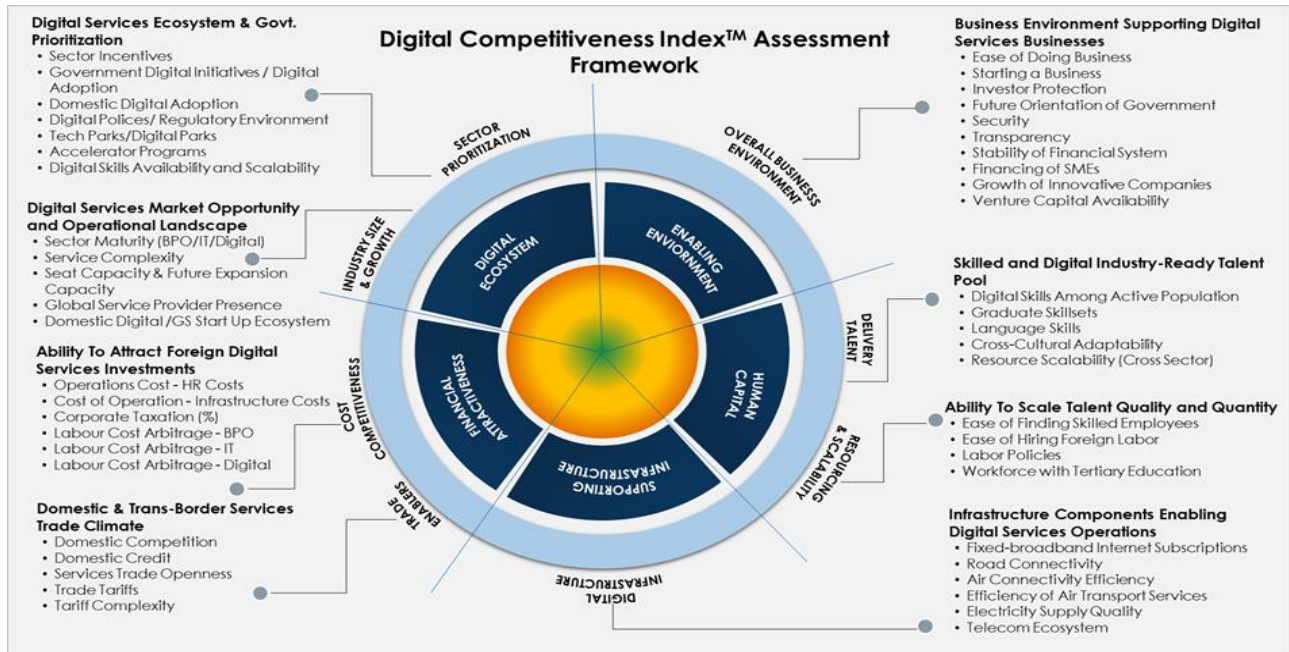 Digital Competitiveness Index™ Assessment
Framework
Digital Services Ecosystem & Govt.
Prioritization
• Sector Incentives
• Government Digital Initiatives / Digital
Adoption
• Domestic Digital Adoption
• Digital Polices/ Regulatory Environment
• Tech Parks/Digital Parks
• Accelerator Programs
• Digital Skills Availability and Scalability
Digital Services Market Opportunity
and Operational Landscape
• Sector Maturity (BPO/IT/Digital)
• Service Complexity
• Seat Capacity & Future Expansion
Capacity
• Global Service Provider Presence
• Domestic Digital /GS Start Up Ecosystem
Ability To Attract Foreign Digital
Services Investments
• Operations Cost - HR Costs
• Cost of Operation - Infrastructure Costs
• Corporate Taxation (%)
• Labour Cost Arbitrage - BPO
• Labour Cost Arbitrage - IT
• Labour Cost Arbitrage - Digital
Domestic & Trans-Border Services
Trade Climate
• Domestic Competition
• Domestic Credit
• Services Trade Openness
• Trade Tariffs
• Tariff Complexity
SECTOR
PRIORITIZATION
OVERALL BUSINESSS
ENVIRONMENT
INDUSTRY SIZE
& GROWTH
DELIVERY
TALENT
COST
COMPETITIVENESS
RESOURCING
& SCALABILITY
TRADE
ENABLERS
DIGITAL
INFRASTRUCTURE
DIGITAL
ECOSYSTEM
ENABLING
ENVIORNMENT
FINANCIAL
ATTRACTIVENESS
HUMAN
CAPITAL
SUPPORTING
INFRASTRUCTURE
Business Environment Supporting Digital
Services Businesses
• Ease of Doing Business
• Starting a Business
• Investor Protection
• Future Orientation of Government
• Security
• Transparency
• Stability of Financial System
• Financing of SMEs
• Growth of Innovative Companies
• Venture Capital Availability
Skilled and Digital Industry-Ready Talent
Pool
• Digital Skills Among Active Population
• Graduate Skillsets
• Language Skills
• Cross-Cultural Adaptability
• Resource Scalability (Cross Sector)
Ability To Scale Talent Quality and Quantity
• Ease of Finding Skilled Employees
• Ease of Hiring Foreign Labor
• Labor Policies
• Workforce with Tertiary Education
Infrastructure Components Enabling
Digital Services Operations
• Fixed-broadband Internet Subscriptions
• Road Connectivity
• Air Connectivity Efficiency
• Efficiency of Air Transport Services
• Electricity Supply Quality
• Telecom Ecosystem